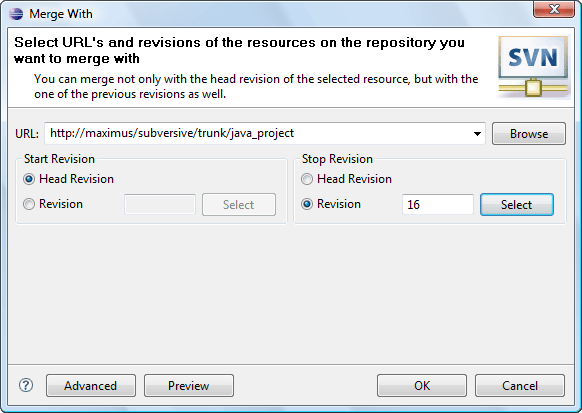 Merge With
Select URL's and revisions of the resources on the repository you
want to merge with
You can merge not only with the head revision of the selected resource, but with the
one of the previous revisions as well.
SVN
URL: http://maximus/subversive/trunk/java_project Browse
Start Revision Stop Revision
Head Revision Head Revision
Revision Select Revision 16 Select
? Advanced Preview OK Cancel